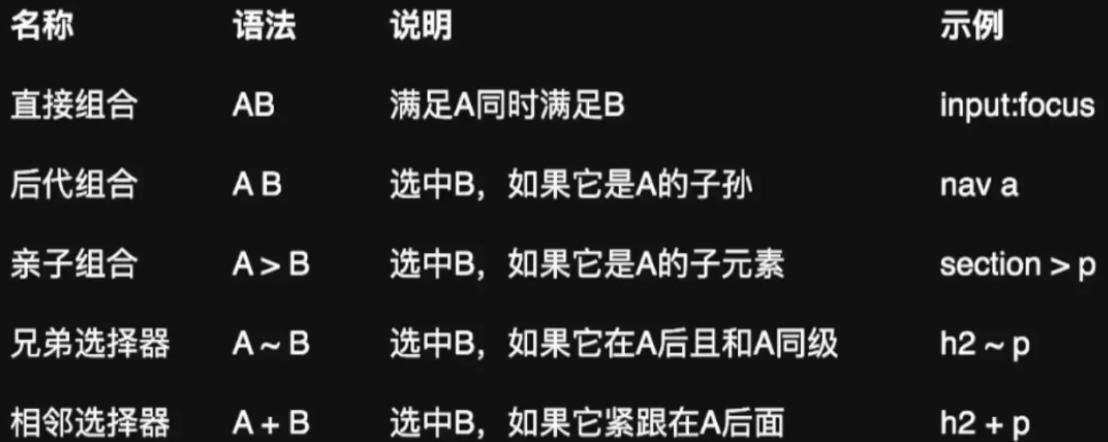 名称 语法 说明 示例
直接组合 AB 满足A同时满足B input:focus
后代组合 A B 选中B，如果它是A的子孙 nav a
亲子组合 A > B 选中B，如果它是A的子元素 section > p
兄弟选择器 A ~ B 选中B，如果它在A后且和A同级 h2 ~ p
相邻选择器 A + B 选中B，如果它紧跟在A后面 h2 + p